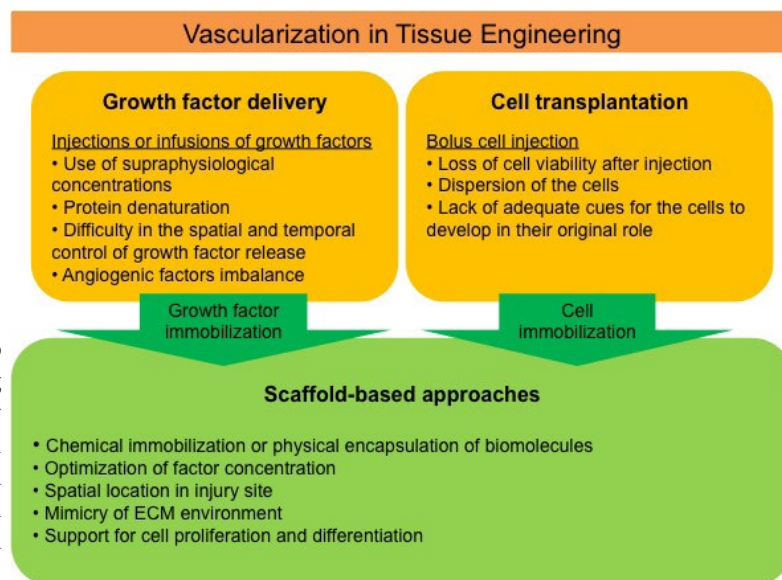 Vascularization in Tissue Engineering
Growth factor delivery
Injections or infusions of growth factors
• Use of supraphysiological
concentrations
• Protein denaturation
• Difficulty in the spatial and temporal
control of growth factor release
• Angiogenic factors imbalance
Cell transplantation
Bolus cell injection
• Loss of cell viability after injection
• Dispersion of the cells
• Lack of adequate cues for the cells to
develop in their original role
Growth factor
immobilization
Cell
immobilization
Scaffold-based approaches
• Chemical immobilization or physical encapsulation of biomolecules
• Optimization of factor concentration
• Spatial location in injury site
• Mimicry of ECM environment
• Support for cell proliferation and differentiation